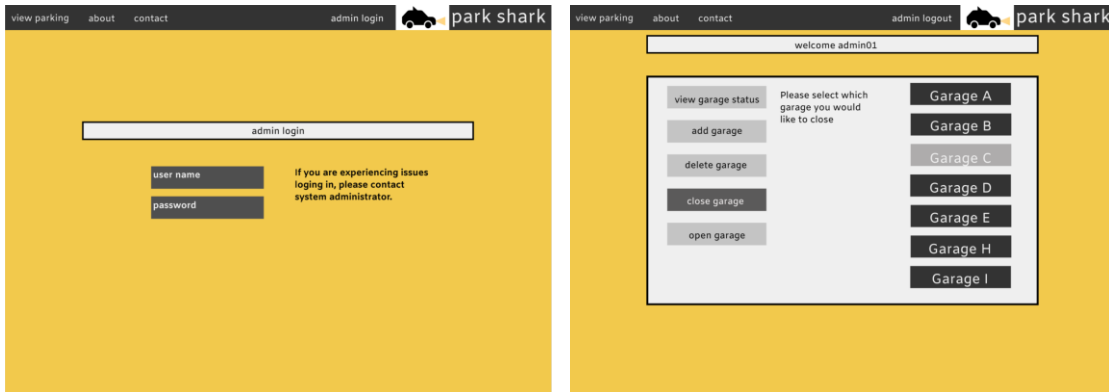 view parking about contact admin login park shark
admin login
user name
password
If you are experiencing issues
loging in, please contact
system administrator.
view parking about contact admin logout park shark
welcome admin01
view garage status
add garage
delete garage
close garage
open garage
Please select which
garage you would
like to close
Garage A
Garage B
Garage C
Garage D
Garage E
Garage H
Garage I